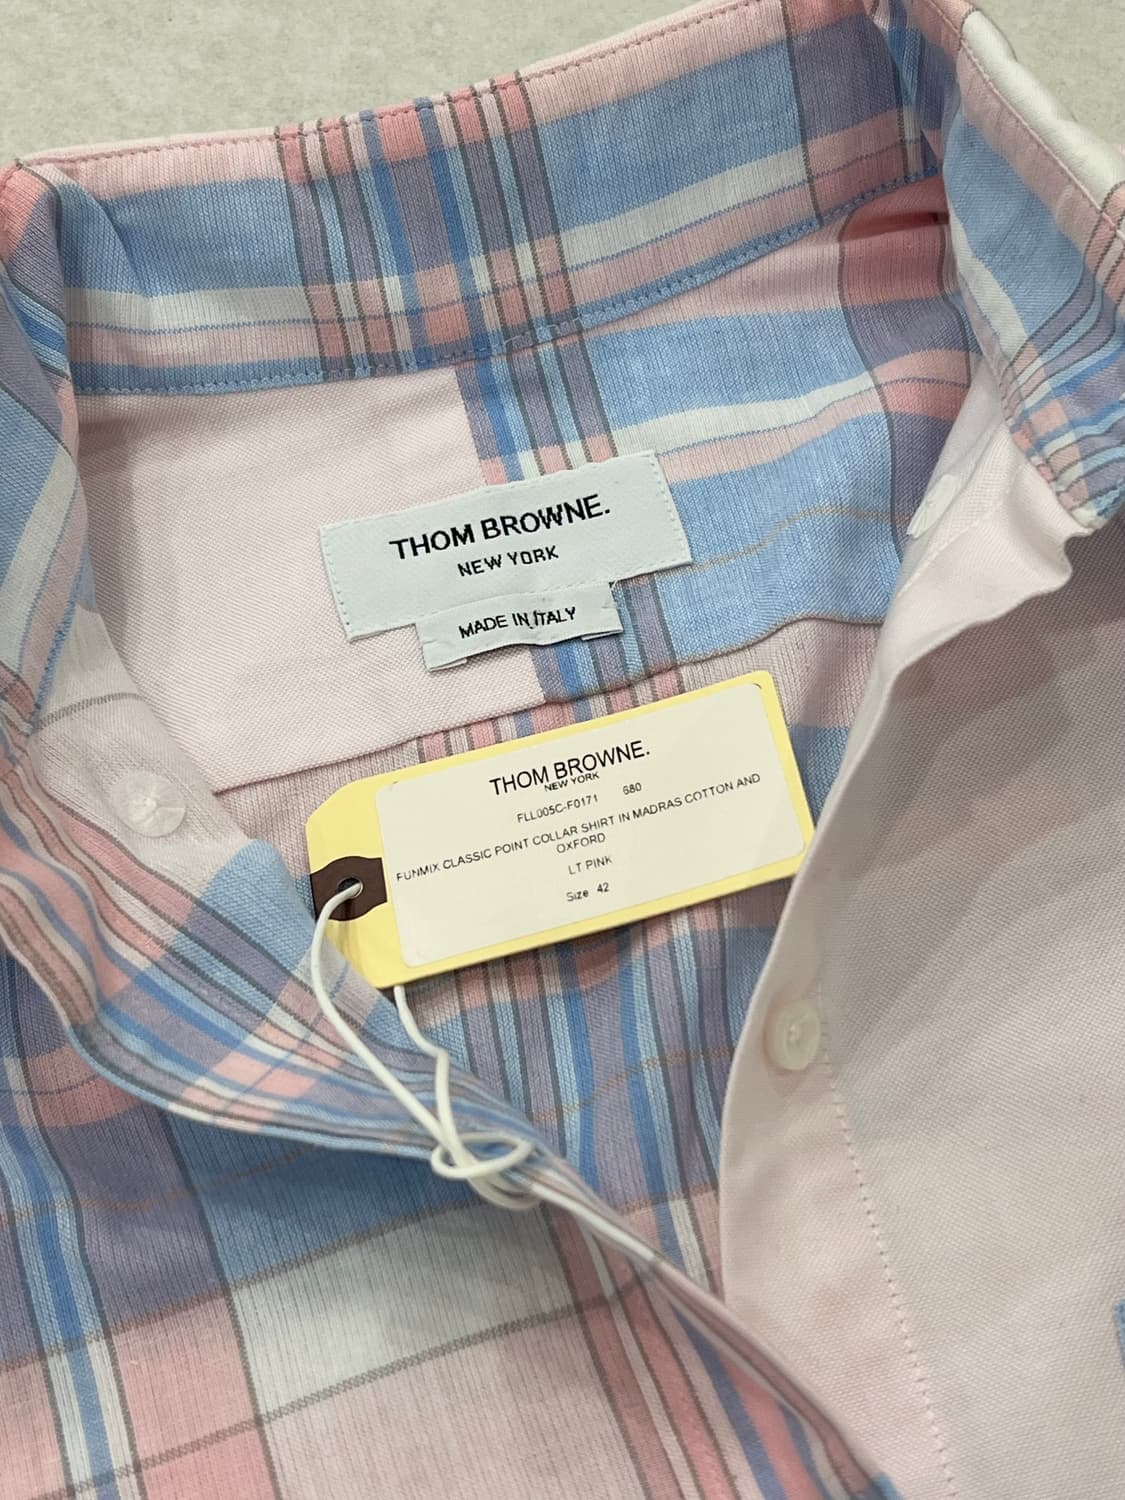 THOM BROWNE.
NEW YORK
MADE IN ITALY
THOM BROWNE.
NEW YORK
FLL005C-F0171 680
FUNMIX CLASSIC POINT COLLAR SHIRT IN MADRAS COTTON AND
OXFORD
LT PINK
Size 42